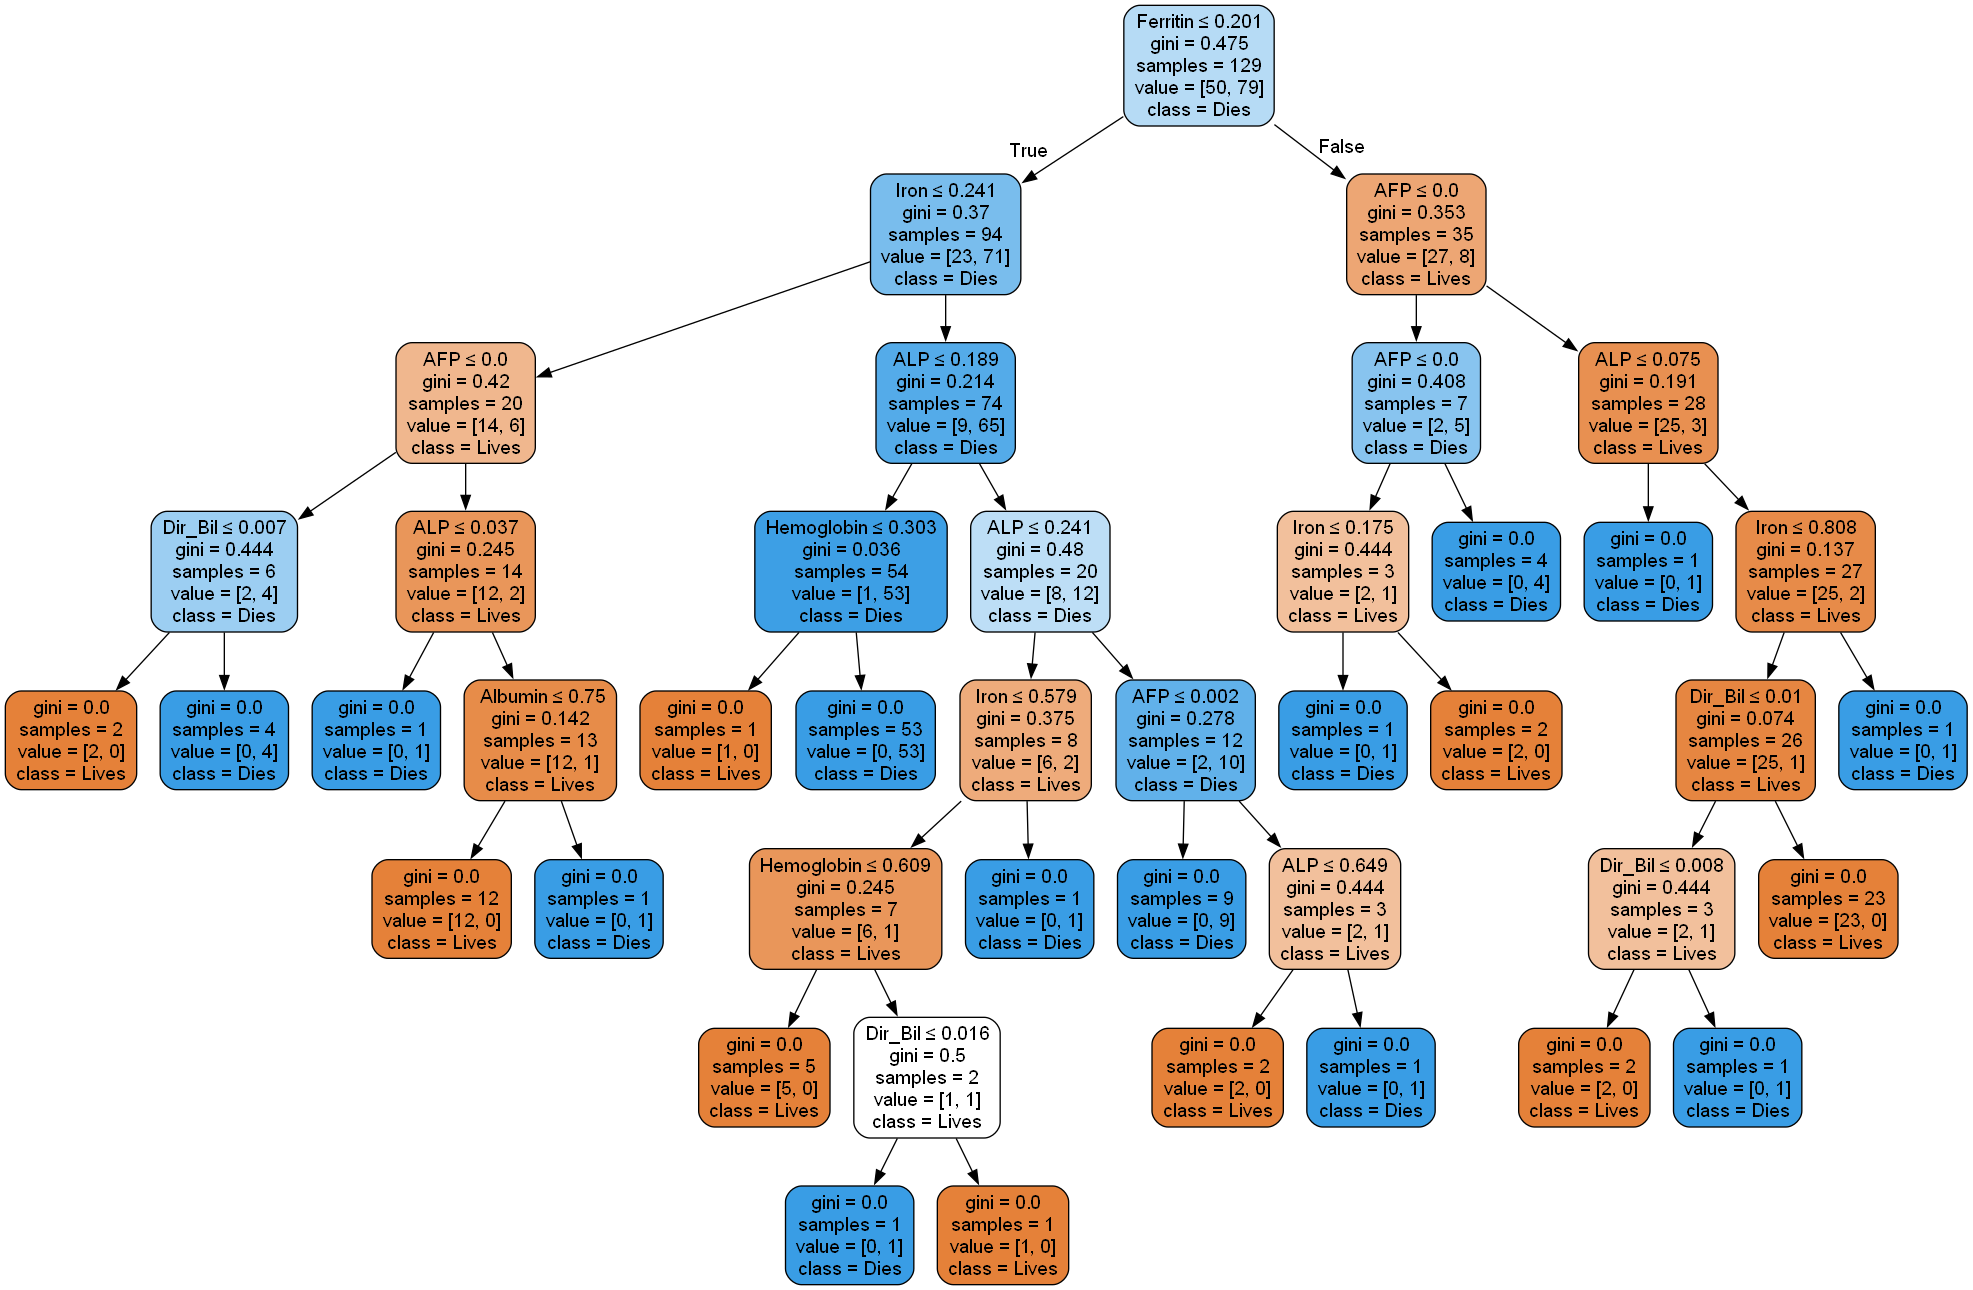 Ferritin ≤ 0.201
gini = 0.475
samples = 129
value = [50, 79]
class = Dies
True
False
Iron ≤ 0.241
gini = 0.37
samples = 94
value = [23, 71]
class = Dies
AFP ≤ 0.0
gini = 0.353
samples = 35
value = [27, 8]
class = Lives
AFP ≤ 0.0
gini = 0.42
samples = 20
value = [14, 6]
class = Lives
ALP ≤ 0.189
gini = 0.214
samples = 74
value = [9, 65]
class = Dies
AFP ≤ 0.0
gini = 0.408
samples = 7
value = [2, 5]
class = Dies
ALP ≤ 0.075
gini = 0.191
samples = 28
value = [25, 3]
class = Lives
Dir_Bil ≤ 0.007
gini = 0.444
samples = 6
value = [2, 4]
class = Dies
ALP ≤ 0.037
gini = 0.245
samples = 14
value = [12, 2]
class = Lives
Hemoglobin ≤ 0.303
gini = 0.036
samples = 54
value = [1, 53]
class = Dies
ALP ≤ 0.241
gini = 0.48
samples = 20
value = [8, 12]
class = Dies
Iron ≤ 0.175
gini = 0.444
samples = 3
value = [2, 1]
class = Lives
gini = 0.0
samples = 4
value = [0, 4]
class = Dies
gini = 0.0
samples = 1
value = [0, 1]
class = Dies
Iron ≤ 0.808
gini = 0.137
samples = 27
value = [25, 2]
class = Lives
gini = 0.0
samples = 2
value = [2, 0]
class = Lives
gini = 0.0
samples = 4
value = [0, 4]
class = Dies
gini = 0.0
samples = 1
value = [0, 1]
class = Dies
Albumin ≤ 0.75
gini = 0.142
samples = 13
value = [12, 1]
class = Lives
gini = 0.0
samples = 1
value = [1, 0]
class = Lives
gini = 0.0
samples = 53
value = [0, 53]
class = Dies
Iron ≤ 0.579
gini = 0.375
samples = 8
value = [6, 2]
class = Lives
AFP ≤ 0.002
gini = 0.278
samples = 12
value = [2, 10]
class = Dies
gini = 0.0
samples = 1
value = [0, 1]
class = Dies
gini = 0.0
samples = 2
value = [2, 0]
class = Lives
Dir_Bil ≤ 0.01
gini = 0.074
samples = 26
value = [25, 1]
class = Lives
gini = 0.0
samples = 1
value = [0, 1]
class = Dies
gini = 0.0
samples = 12
value = [12, 0]
class = Lives
gini = 0.0
samples = 1
value = [0, 1]
class = Dies
Hemoglobin ≤ 0.609
gini = 0.245
samples = 7
value = [6, 1]
class = Lives
gini = 0.0
samples = 1
value = [0, 1]
class = Dies
gini = 0.0
samples = 9
value = [0, 9]
class = Dies
ALP ≤ 0.649
gini = 0.444
samples = 3
value = [2, 1]
class = Lives
Dir_Bil ≤ 0.008
gini = 0.444
samples = 3
value = [2, 1]
class = Lives
gini = 0.0
samples = 23
value = [23, 0]
class = Lives
gini = 0.0
samples = 5
value = [5, 0]
class = Lives
Dir_Bil ≤ 0.016
gini = 0.5
samples = 2
value = [1, 1]
class = Lives
gini = 0.0
samples = 2
value = [2, 0]
class = Lives
gini = 0.0
samples = 1
value = [0, 1]
class = Dies
gini = 0.0
samples = 2
value = [2, 0]
class = Lives
gini = 0.0
samples = 1
value = [0, 1]
class = Dies
gini = 0.0
samples = 1
value = [0, 1]
class = Dies
gini = 0.0
samples = 1
value = [1, 0]
class = Lives